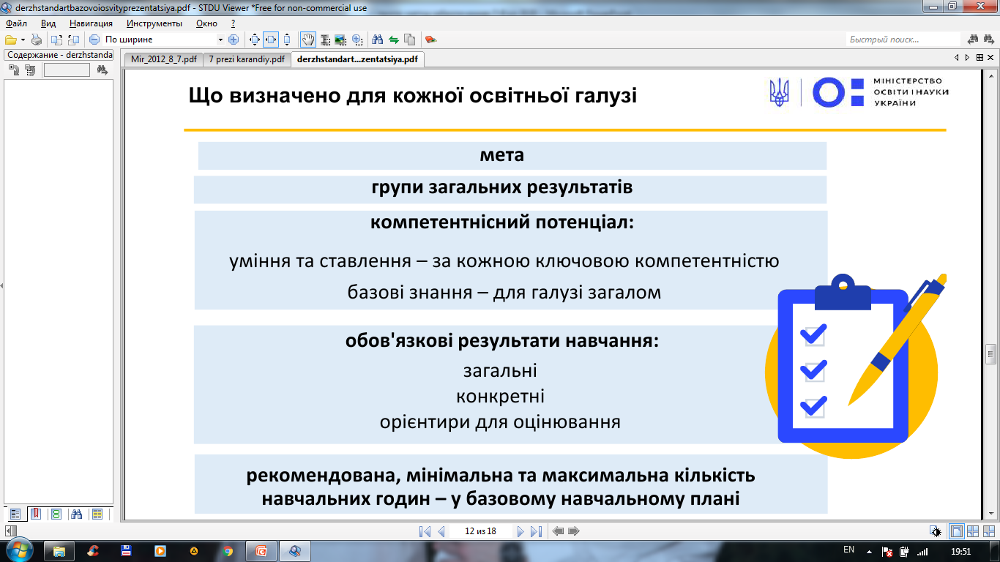 derzhstandartbazovoiosvityprezentatsiya.pdf - STDU Viewer *Free for non-commercial use
Файл Вид Навигация Инструменты Окно ?
По ширине
Быстрый поиск...
Содержание - derzhstanda
Mir_2012_8_7.pdf
7 prezi karandiy.pdf
derzhstandart...zentatsiya.pdf
Що визначено для кожної освітньої галузі
МІНІСТЕРСТВО
ОСВІТИ І НАУКИ
УКРАЇНИ
мета
групи загальних результатів
компетентнісний потенціал:
уміння та ставлення – за кожною ключовою компетентністю
базові знання – для галузі загалом
обов'язкові результати навчання:
загальні
конкретні
орієнтири для оцінювання
рекомендована, мінімальна та максимальна кількість
навчальних годин – у базовому навчальному плані
12 из 18
EN
19:51